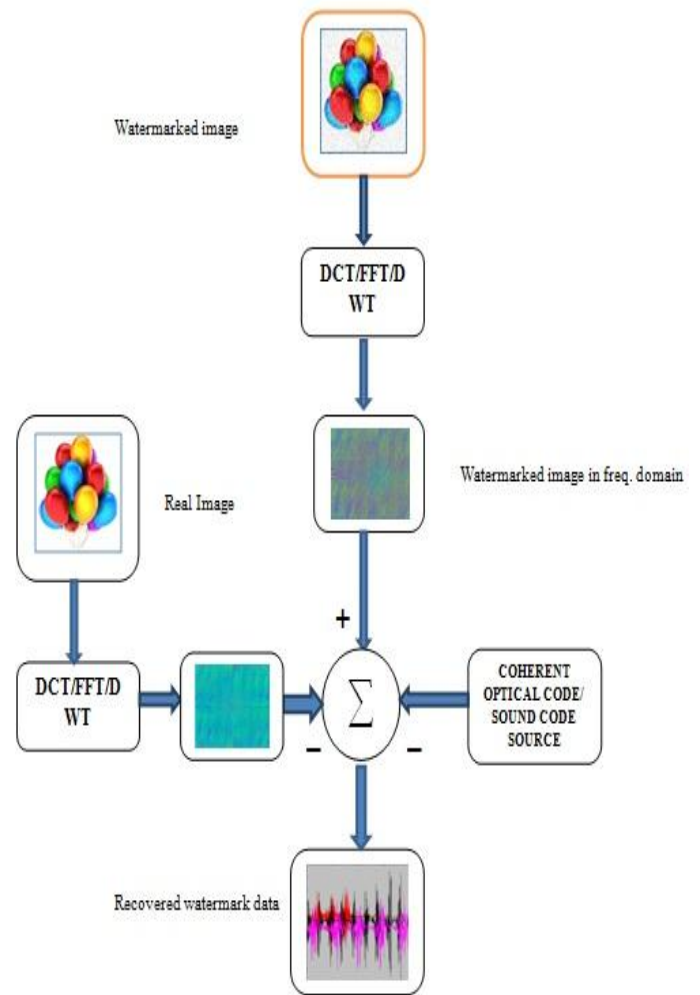 Watermarked image
DCT/FFT/D
WT
Watermarked image in freq. domain
Real Image
+
DCT/FFT/D
WT
Σ
COHERENT
OPTICAL CODE/
SOUND CODE
SOURCE
– –
Recovered watermark data